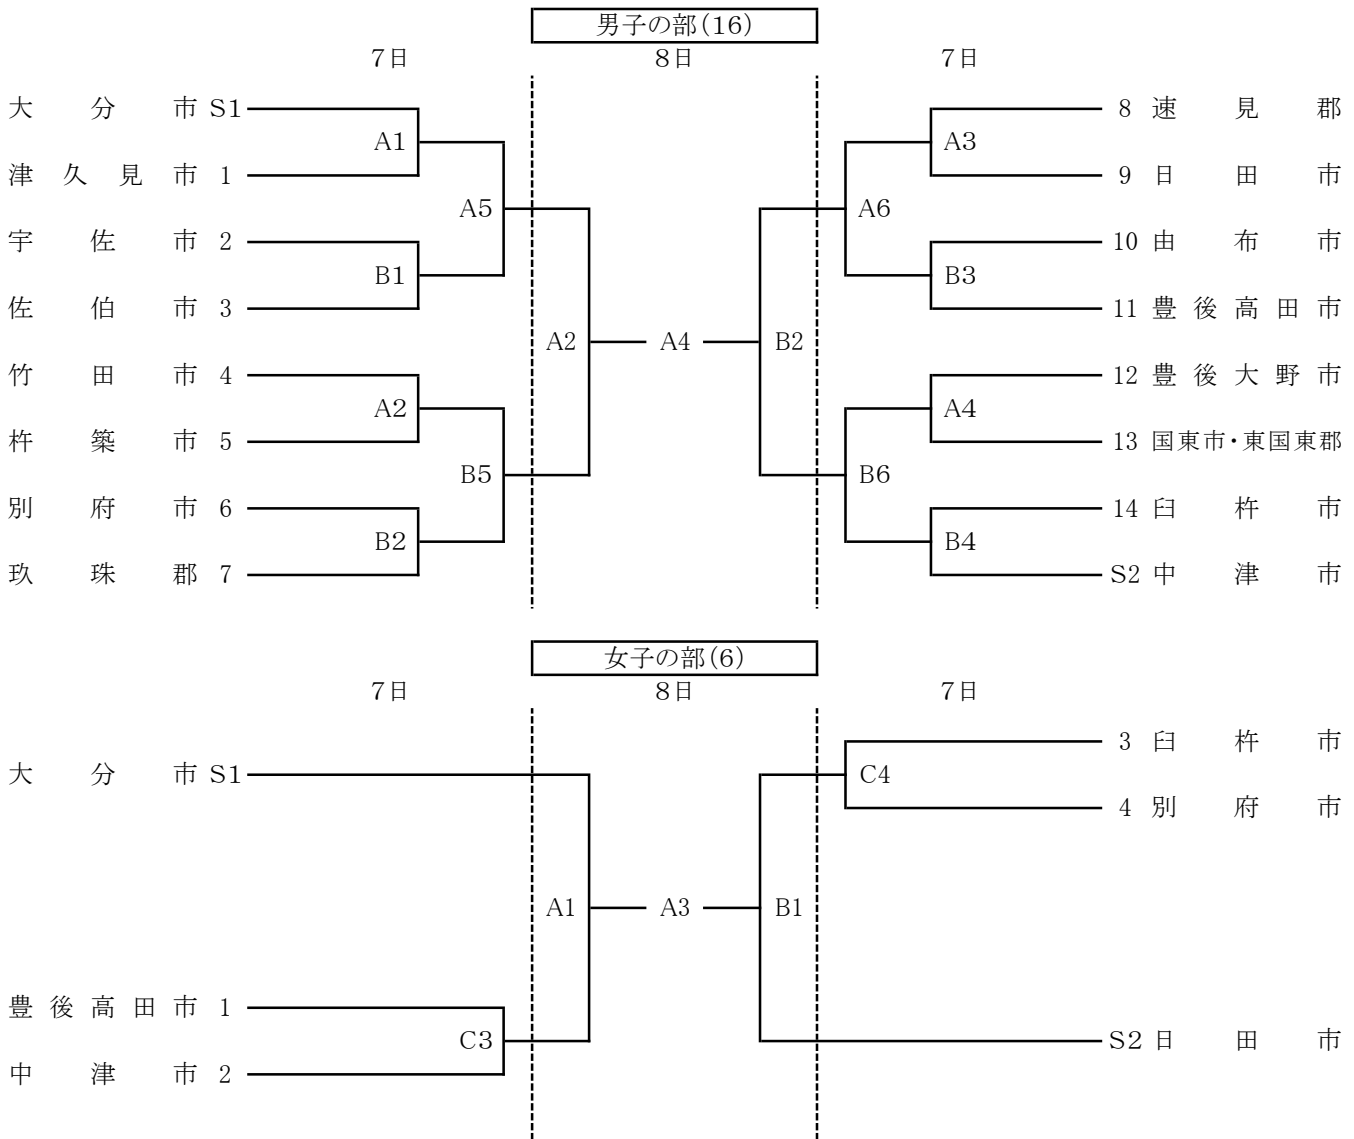 男子の部(16)
7日 8日 7日
大分市 S1 8 速見郡
A1 A3
津久見市 1 9 日田市
A5 A6
宇佐市 2 10 由布市
B1 B3
佐伯市 3 11 豊後高田市
A2 A4 B2
竹田市 4 12 豊後大野市
A2 A4
杵築市 5 13 国東市・東国東郡
B5 B6
別府市 6 14 臼杵市
B2 B4
玖珠郡 7 S2 中津市
女子の部(6)
7日 8日 7日
3 臼杵市
大分市 S1 C4
4 別府市
A1 A3 B1
豊後高田市 1
C3 S2 日田市
中津市 2